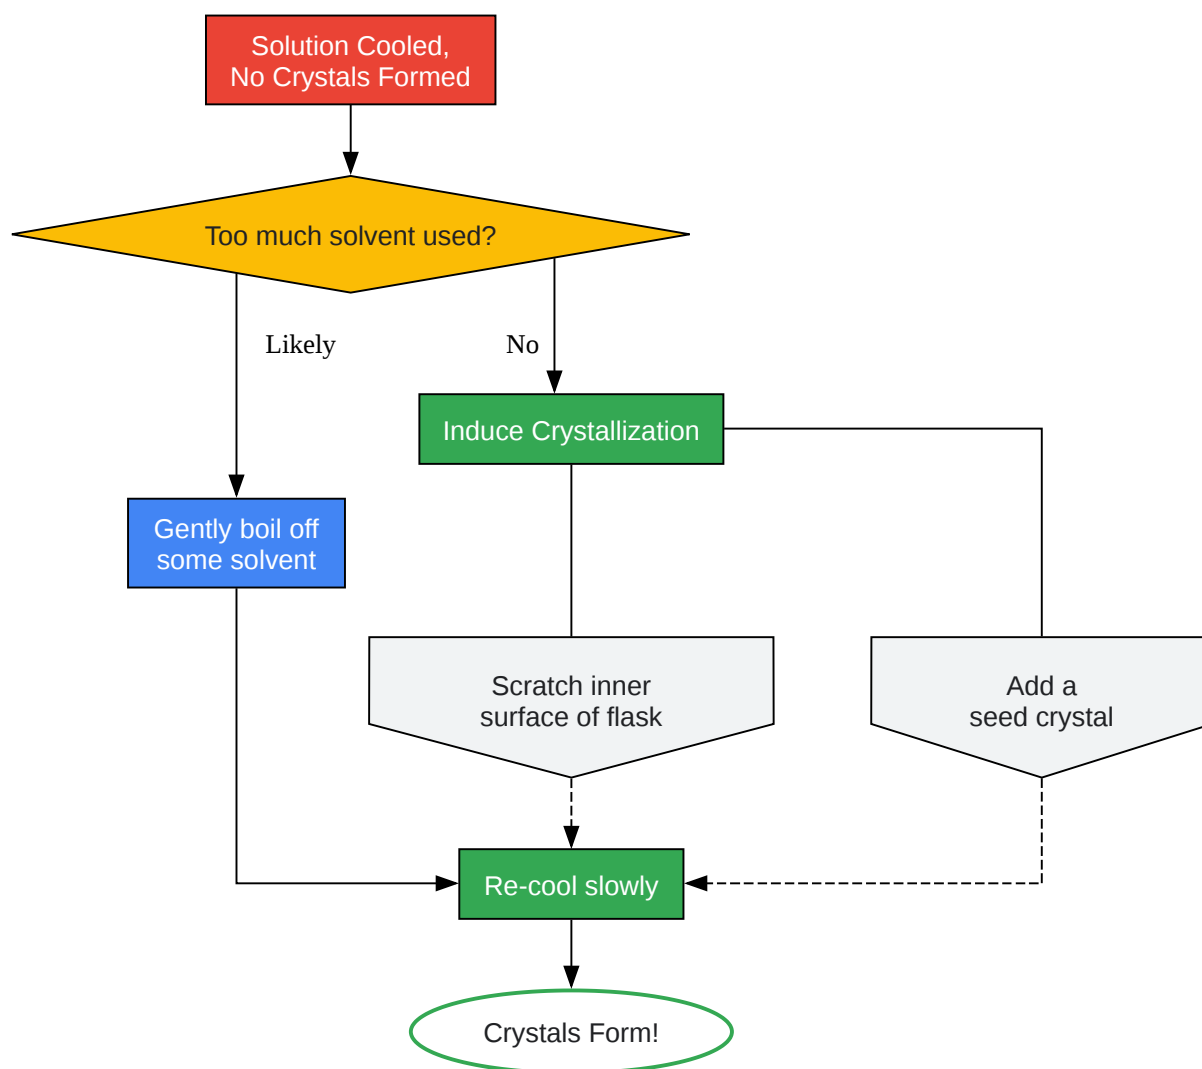 Solution Cooled,
No Crystals Formed
Too much solvent used?
Likely
No
Induce Crystallization
Gently boil off
some solvent
Scratch inner
surface of flask
Add a
seed crystal
Re-cool slowly
Crystals Form!